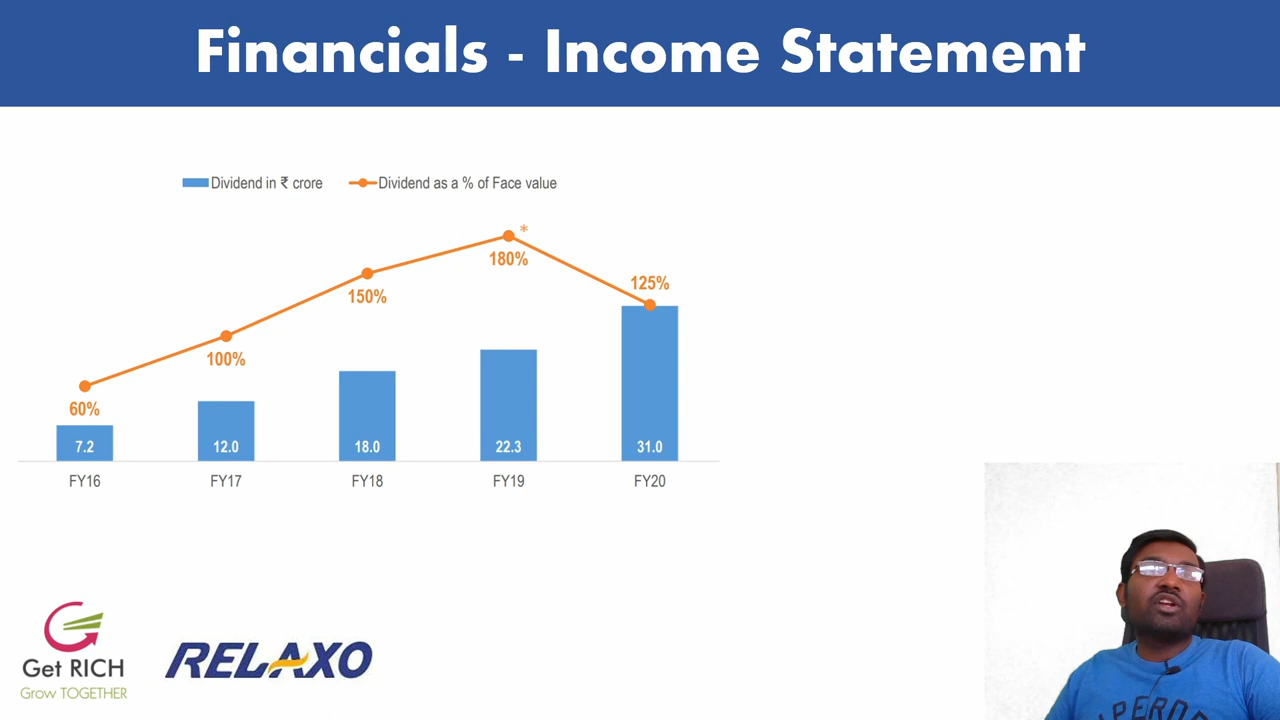 Financials - Income Statement
Dividend in ₹ crore
Dividend as a % of Face value
*
180%
125%
150%
100%
60%
7.2
12.0
18.0
22.3
31.0
FY16
FY17
FY18
FY19
FY20
Get RICH
Grow TOGETHER
RELAXO